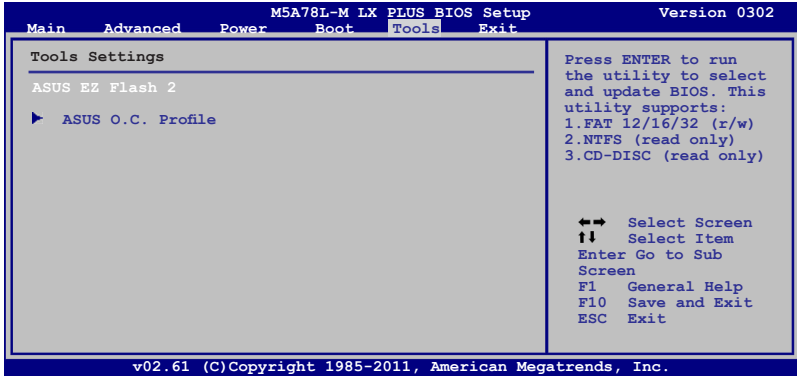 M5A78L-M LX PLUS BIOS Setup Version 0302
Main Advanced Power Boot Tools Exit
Tools Settings
ASUS EZ Flash 2
ASUS O.C. Profile
Press ENTER to run
the utility to select
and update BIOS. This
utility supports:
1.FAT 12/16/32 (r/w)
2.NTFS (read only)
3.CD-DISC (read only)
←→ Select Screen
↑↓ Select Item
Enter Go to Sub
Screen
F1 General Help
F10 Save and Exit
ESC Exit
v02.61 (C)Copyright 1985-2011, American Megatrends, Inc.